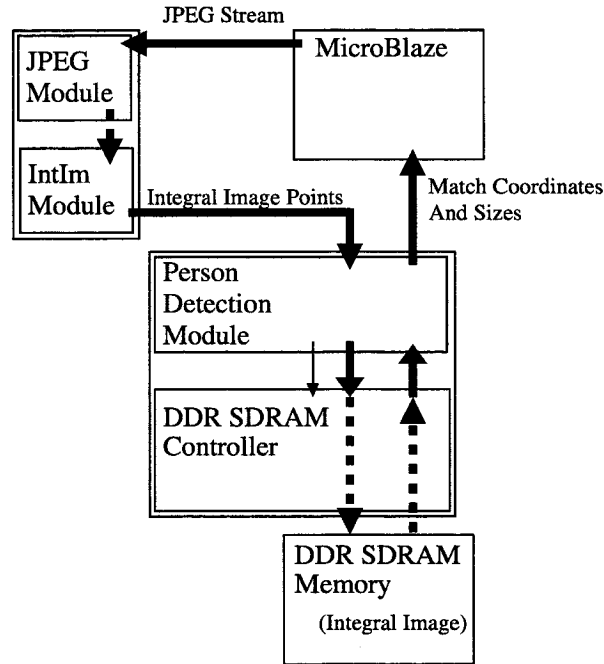 JPEG Stream
JPEG
Module
MicroBlaze
IntIm
Module
Integral Image Points
Match Coordinates
And Sizes
Person
Detection
Module
DDR SDRAM
Controller
DDR SDRAM
Memory
(Integral Image)